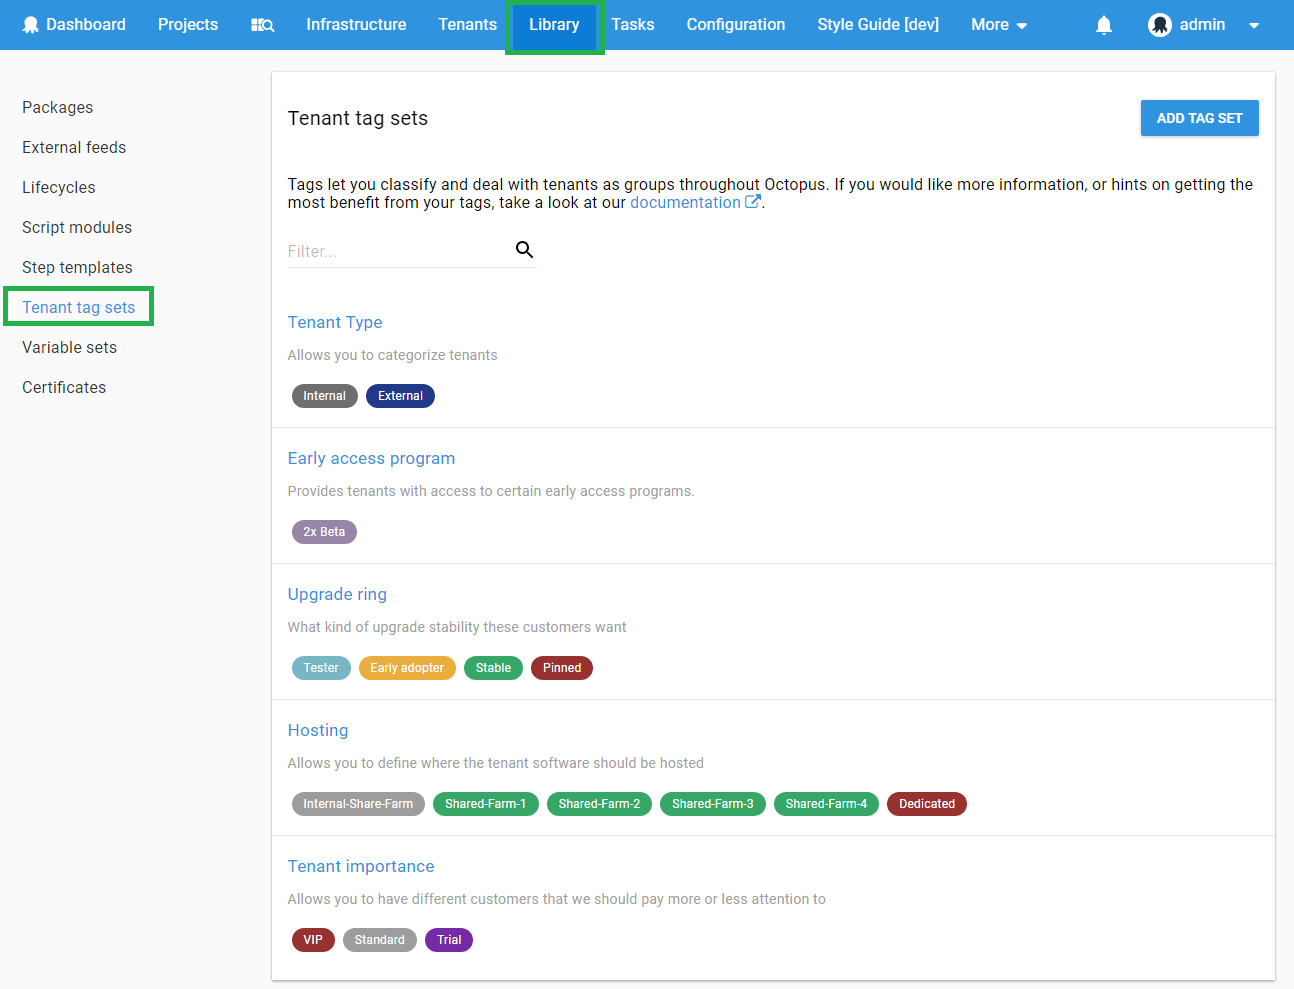 Dashboard Projects Infrastructure Tenants Library Tasks Configuration Style Guide [dev] More admin
Packages
External feeds
Lifecycles
Script modules
Step templates
Tenant tag sets
Variable sets
Certificates
Tenant tag sets
ADD TAG SET
Tags let you classify and deal with tenants as groups throughout Octopus. If you would like more information, or hints on getting the
most benefit from your tags, take a look at our documentation.
Filter...
Tenant Type
Allows you to categorize tenants
Internal External
Early access program
Provides tenants with access to certain early access programs.
2x Beta
Upgrade ring
What kind of upgrade stability these customers want
Tester Early adopter Stable Pinned
Hosting
Allows you to define where the tenant software should be hosted
Internal-Share-Farm Shared-Farm-1 Shared-Farm-2 Shared-Farm-3 Shared-Farm-4 Dedicated
Tenant importance
Allows you to have different customers that we should pay more or less attention to
VIP Standard Trial